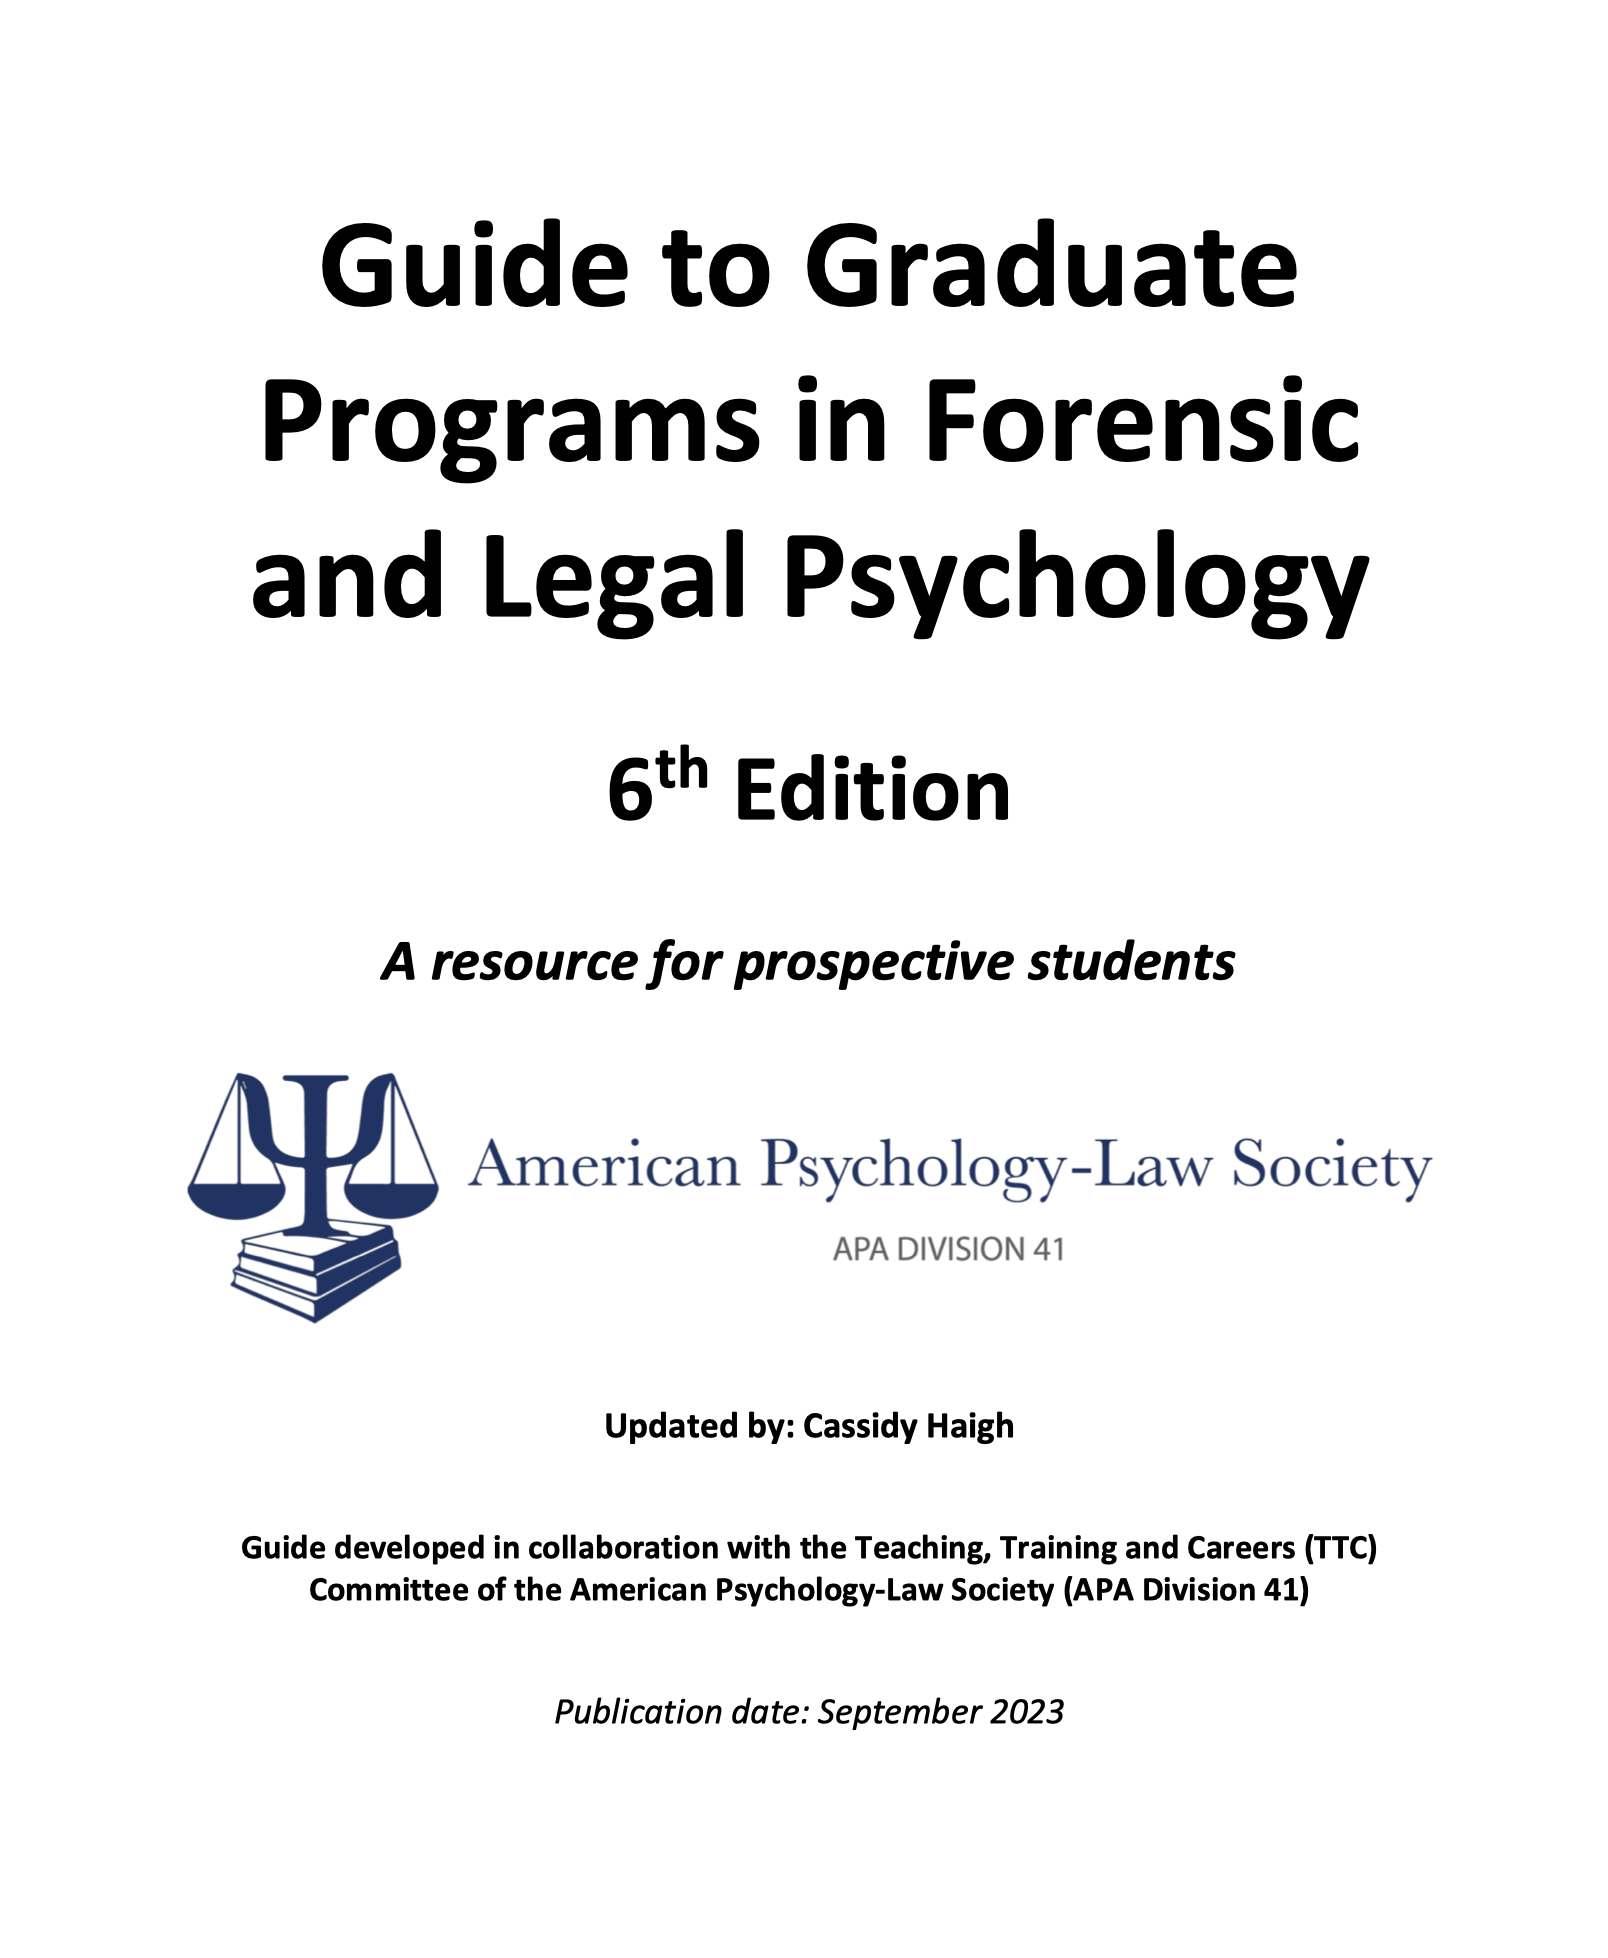 Guide to Graduate
Programs in Forensic
and Legal Psychology
6th Edition
A resource for prospective students
American Psychology-Law Society
APA DIVISION 41
Updated by: Cassidy Haigh
Guide developed in collaboration with the Teaching, Training and Careers (TTC)
Committee of the American Psychology-Law Society (APA Division 41)
Publication date: September 2023